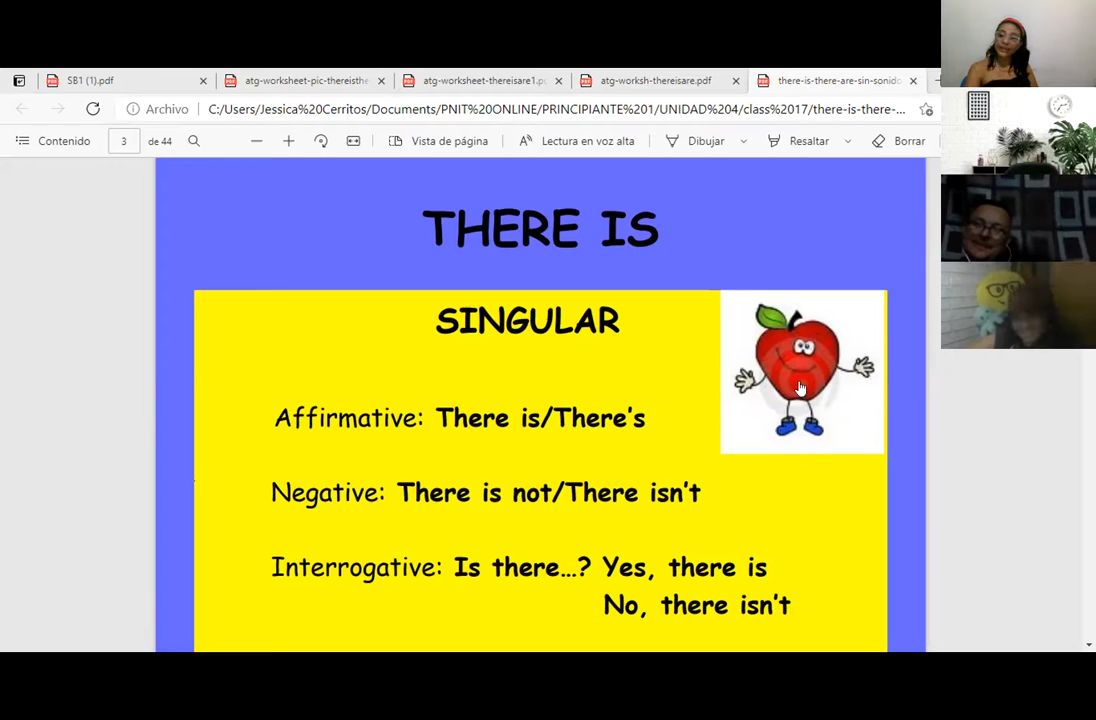 SB1 (1).pdf
atg-worksheet-pic-thereisthe
atg-worksheet-thereisare1.p
atg-worksh-thereisare.pdf
there-is-there-are-sin-sonido
Archivo
C:/Users/Jessica%20Cerritos/Documents/PNIT%20ONLINE/PRINCIPIANTE%201/UNIDAD%204/class%2017/there-is-there-...
Contenido
3
de 44
Vista de página
Lectura en voz alta
Dibujar
Resaltar
Borrar
THERE IS
SINGULAR
Affirmative: There is/There's
Negative: There is not/There isn't
Interrogative: Is there...? Yes, there is
No, there isn't